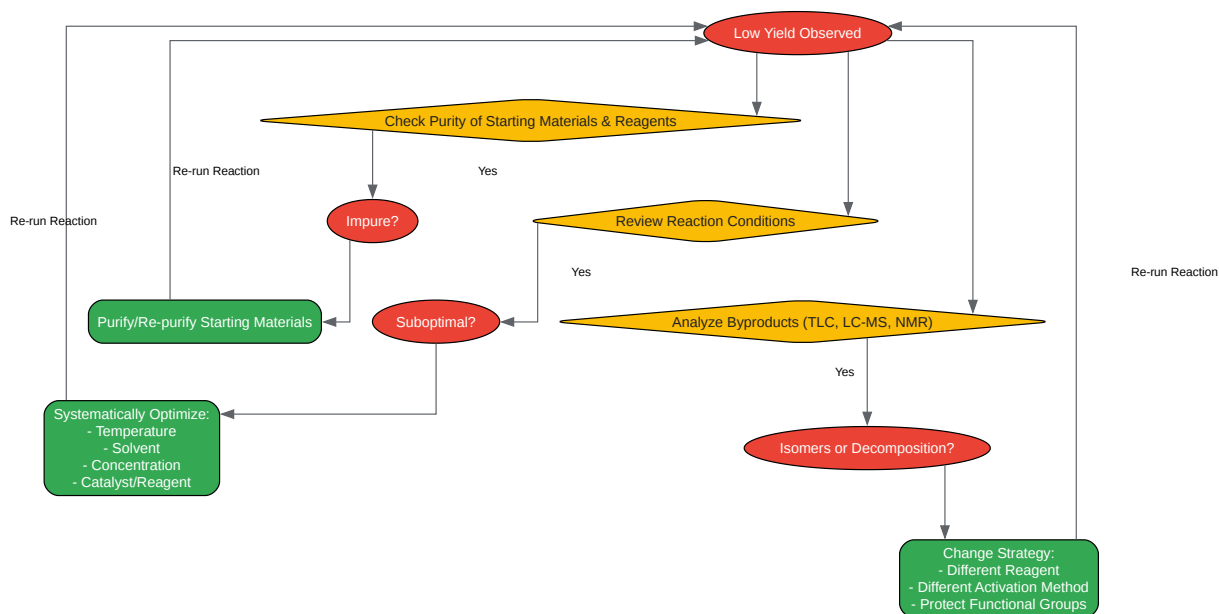 Low Yield Observed
Check Purity of Starting Materials & Reagents
Re-run Reaction
Yes
Re-run Reaction
Impure?
Review Reaction Conditions
Yes
Re-run Reaction
Purify/Re-purify Starting Materials
Suboptimal?
Analyze Byproducts (TLC, LC-MS, NMR)
Yes
Systematically Optimize:
- Temperature
- Solvent
- Concentration
- Catalyst/Reagent
Isomers or Decomposition?
Change Strategy:
- Different Reagent
- Different Activation Method
- Protect Functional Groups